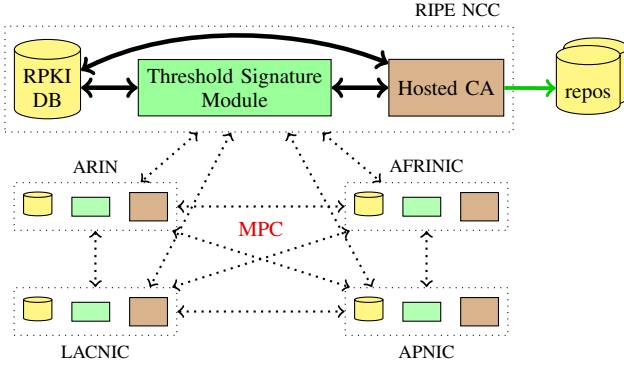 RIPE NCC
RPKI
DB
Threshold Signature
Module
Hosted CA
repos
ARIN
AFRINIC
MPC
LACNIC
APNIC